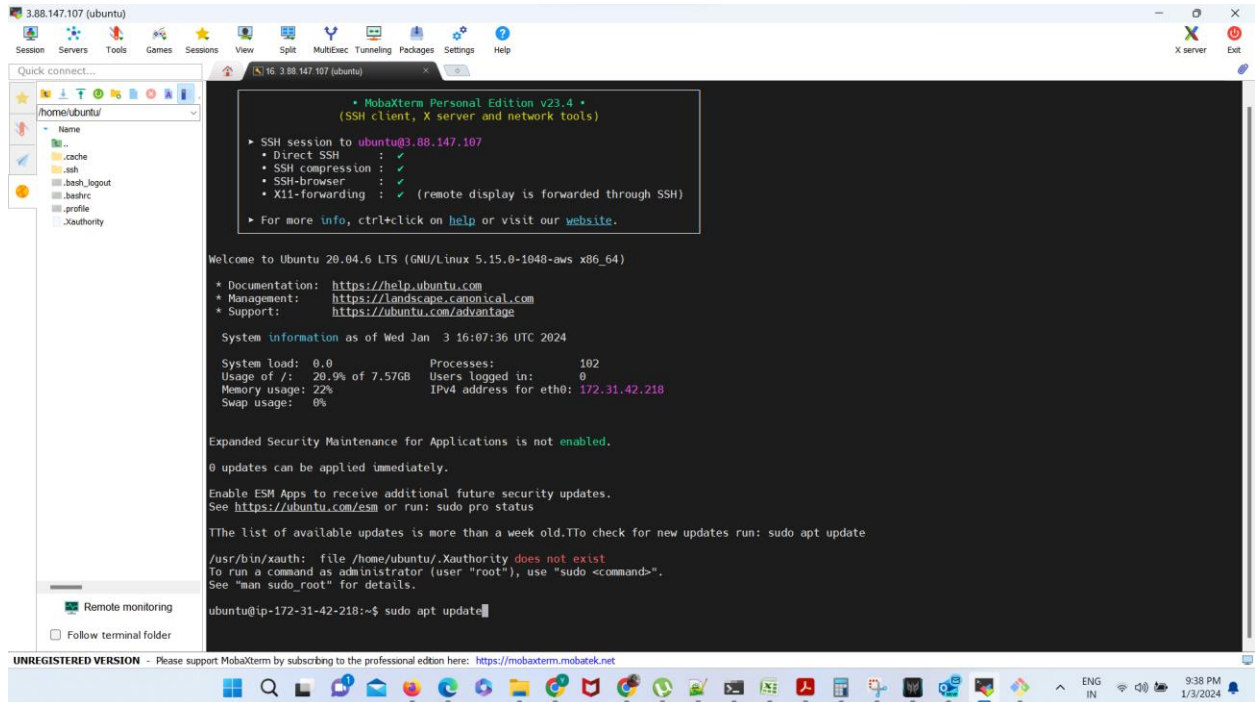 3.88.147.107 (ubuntu)
Session Servers Tools Games Sessions View Split MultiExec Tunneling Packages Settings Help X server Exit
Quick connect...
16. 3.88.147.107 (ubuntu)
/home/ubuntu/
Name
..
.cache
.ssh
.bash_logout
.bashrc
.profile
.Xauthority
• MobaXterm Personal Edition v23.4 •
(SSH client, X server and network tools)
► SSH session to ubuntu@3.88.147.107
• Direct SSH : ✓
• SSH compression : ✓
• SSH-browser : ✓
• X11-forwarding : ✓ (remote display is forwarded through SSH)
► For more info, ctrl+click on help or visit our website.
Welcome to Ubuntu 20.04.6 LTS (GNU/Linux 5.15.0-1048-aws x86_64)
* Documentation: https://help.ubuntu.com
* Management: https://landscape.canonical.com
* Support: https://ubuntu.com/advantage
System information as of Wed Jan 3 16:07:36 UTC 2024
System load: 0.0 Processes: 102
Usage of /: 20.9% of 7.57GB Users logged in: 0
Memory usage: 22% IPv4 address for eth0: 172.31.42.218
Swap usage: 0%
Expanded Security Maintenance for Applications is not enabled.
0 updates can be applied immediately.
Enable ESM Apps to receive additional future security updates.
See https://ubuntu.com/esm or run: sudo pro status
TThe list of available updates is more than a week old.TTo check for new updates run: sudo apt update
/usr/bin/xauth: file /home/ubuntu/.Xauthority does not exist
To run a command as administrator (user "root"), use "sudo <command>".
See "man sudo_root" for details.
ubuntu@ip-172-31-42-218:~$ sudo apt update
Remote monitoring
Follow terminal folder
UNREGISTERED VERSION - Please support MobaXterm by subscribing to the professional edition here: https://mobaxterm.mobatek.net
ENG
IN
9:38 PM
1/3/2024